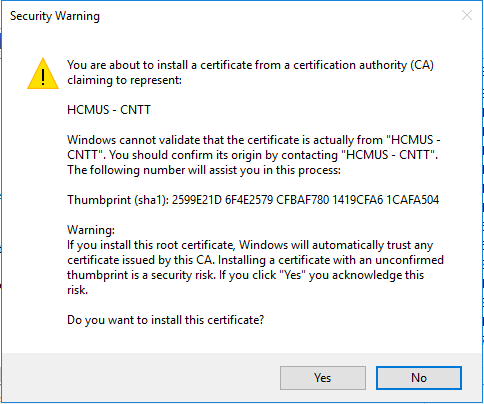 Security Warning
You are about to install a certificate from a certification authority (CA)
claiming to represent:
HCMUS - CNTT
Windows cannot validate that the certificate is actually from "HCMUS -
CNTT". You should confirm its origin by contacting "HCMUS - CNTT".
The following number will assist you in this process:
Thumbprint (sha1): 2599E21D 6F4E2579 CFBAF780 1419CFA6 1CAFA504
Warning:
If you install this root certificate, Windows will automatically trust any
certificate issued by this CA. Installing a certificate with an unconfirmed
thumbprint is a security risk. If you click "Yes" you acknowledge this
risk.
Do you want to install this certificate?
Yes
No